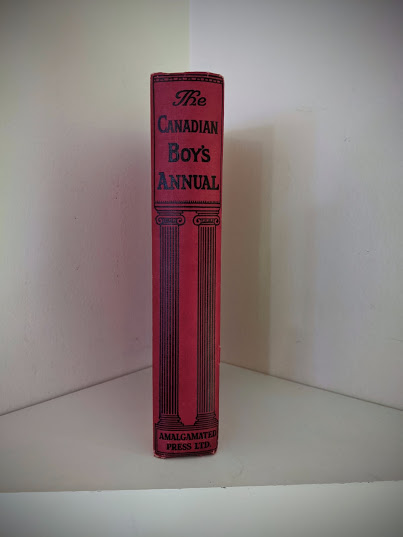 The
CANADIAN
BOY'S
ANNUAL
AMALGAMATED
PRESS LTD.